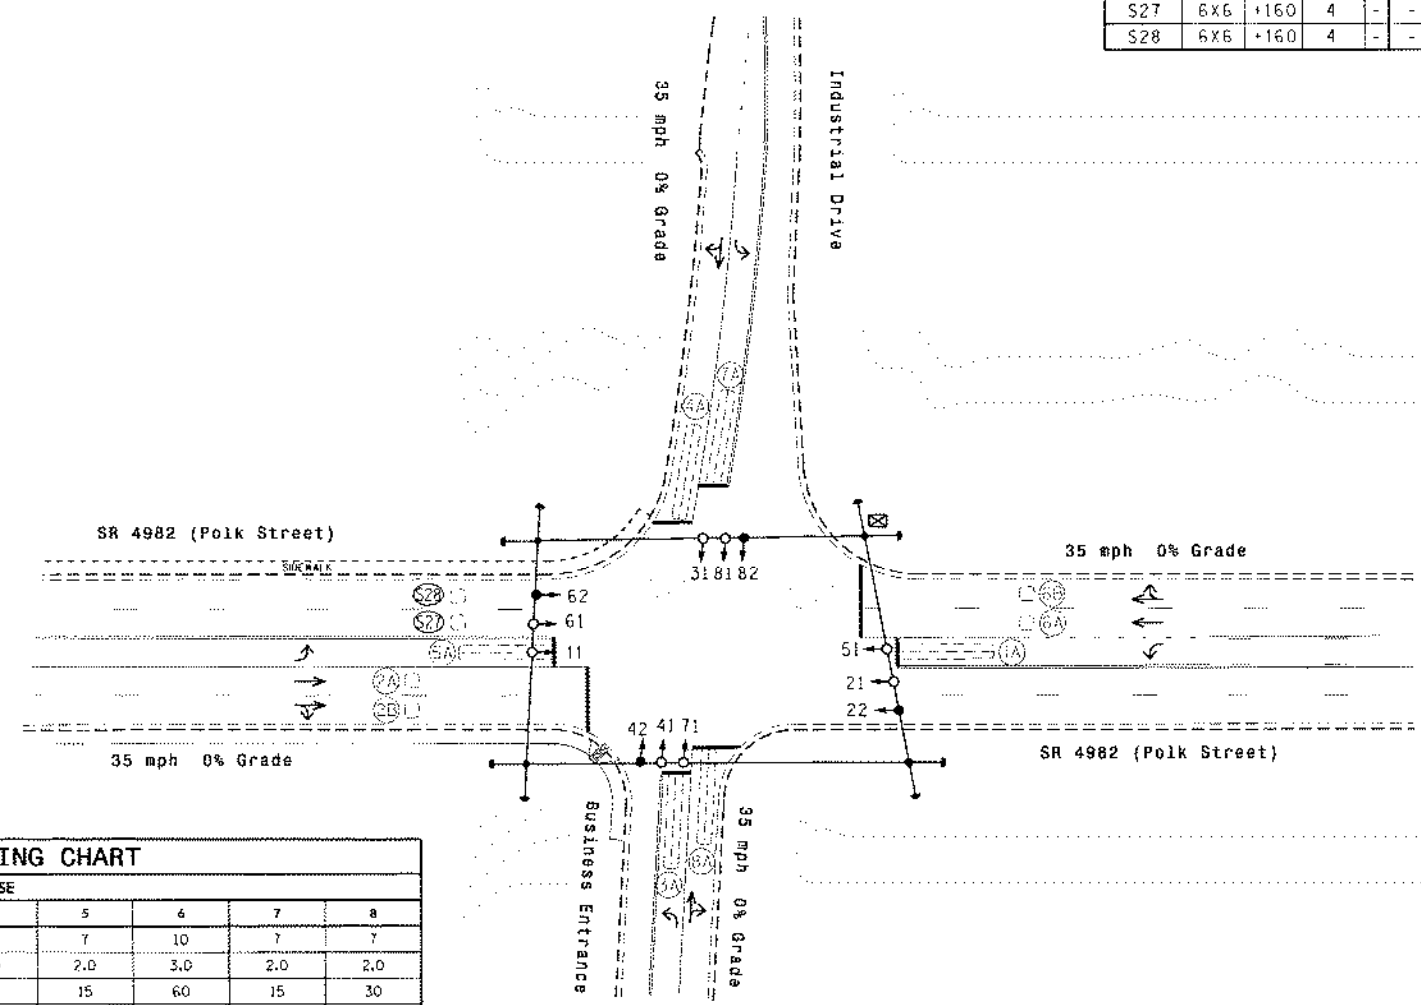 S27 6X6 +160 4 - -
S28 6X6 +160 4 - -
35 mph 0% Grade
Industrial Drive
7A
4A
SR 4982 (Polk Street)
SIDEWALK
31 81 82
35 mph 0% Grade
S28
62
6B
S27
61
6A
5A
11
51
1A
2A
21
2B
22
42 41 71
35 mph 0% Grade
SR 4982 (Polk Street)
Business Entrance
35 mph 0% Grade
8A
3A
ING CHART
SE
5 6 7 8
7 10 7 7
2.0 3.0 2.0 2.0
15 60 15 30